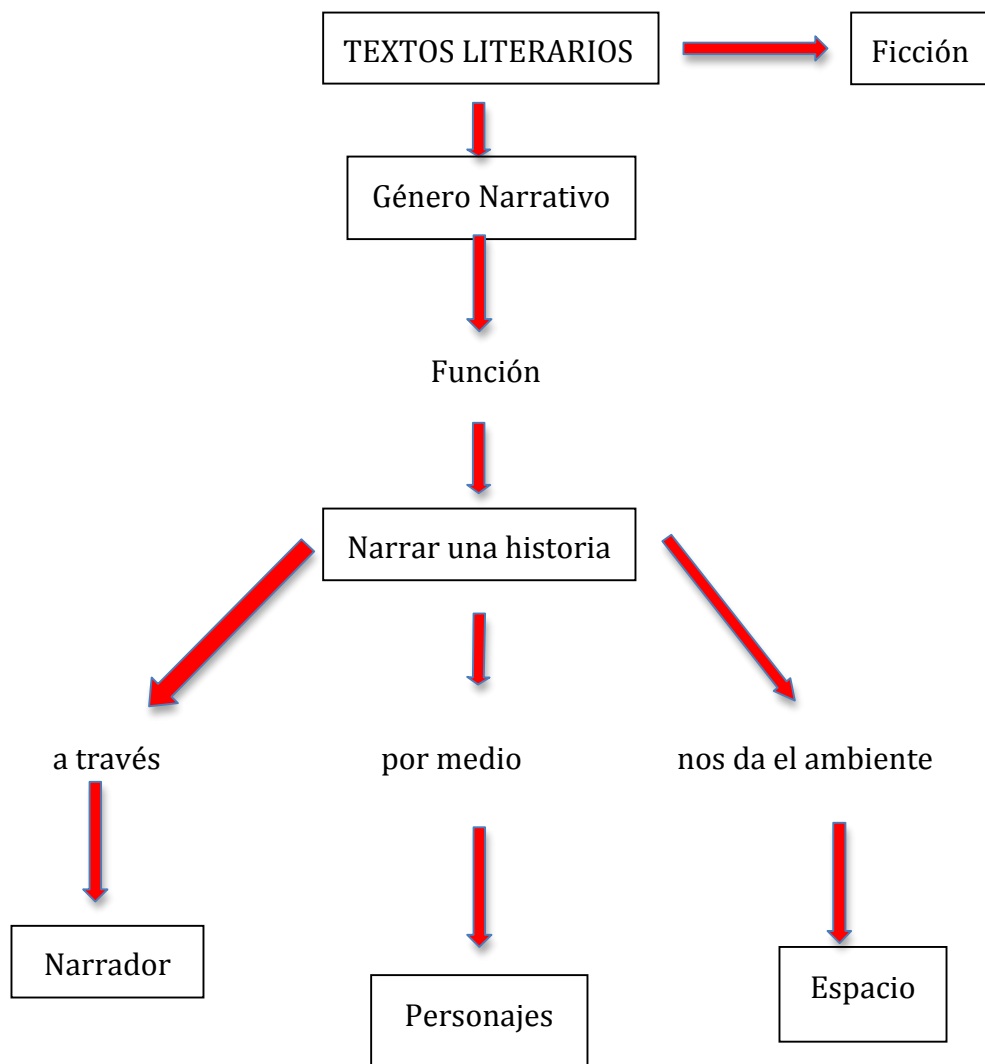 TEXTOS LITERARIOS
Ficción
Género Narrativo
Función
Narrar una historia
a través
por medio
nos da el ambiente
Narrador
Personajes
Espacio